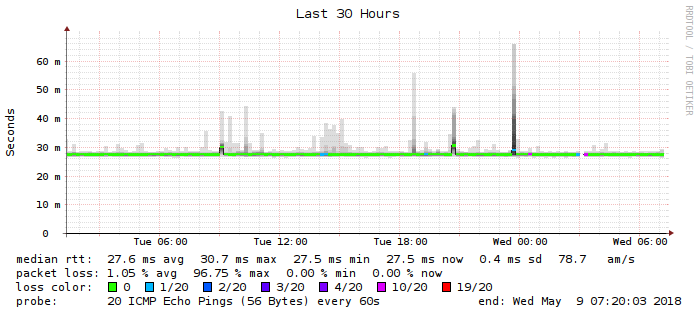 Last 30 Hours
RRDTOOL / TOBI OETIKER
Seconds
60 m
50 m
40 m
30 m
20 m
10 m
0
Tue 06:00 Tue 12:00 Tue 18:00 Wed 00:00 Wed 06:00
median rtt: 27.6 ms avg 30.7 ms max 27.5 ms min 27.5 ms now 0.4 ms sd 78.7 am/s
packet loss: 1.05 % avg 96.75 % max 0.00 % min 0.00 % now
loss color: 0 1/20 2/20 3/20 4/20 10/20 19/20
probe: 20 ICMP Echo Pings (56 Bytes) every 60s end: Wed May 9 07:20:03 2018